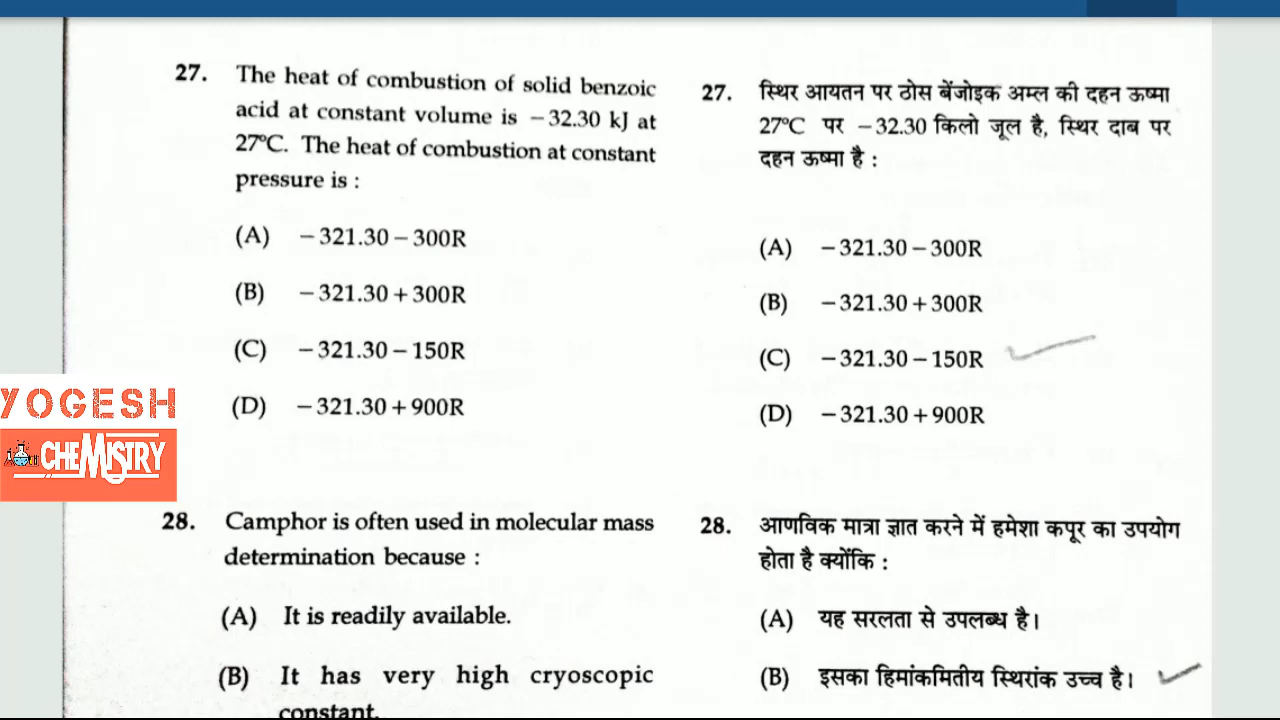 27. The heat of combustion of solid benzoic
acid at constant volume is −32.30 kJ at
27°C. The heat of combustion at constant
pressure is :
(A) −321.30−300R
(B) −321.30+300R
(C) −321.30−150R
(D) −321.30+900R
28. Camphor is often used in molecular mass
determination because :
(A) It is readily available.
(B) It has very high cryoscopic
constant.
27. स्थिर आयतन पर ठोस बेंजोइक अम्ल की दहन ऊष्मा
27°C पर −32.30 किलो जूल है, स्थिर दाब पर
दहन ऊष्मा है :
(A) −321.30−300R
(B) −321.30+300R
(C) −321.30−150R
(D) −321.30+900R
28. आणविक मात्रा ज्ञात करने में हमेशा कपूर का उपयोग
होता है क्योंकि :
(A) यह सरलता से उपलब्ध है।
(B) इसका हिमांकमितीय स्थिरांक उच्च है।
YOGESH
CHEMISTRY